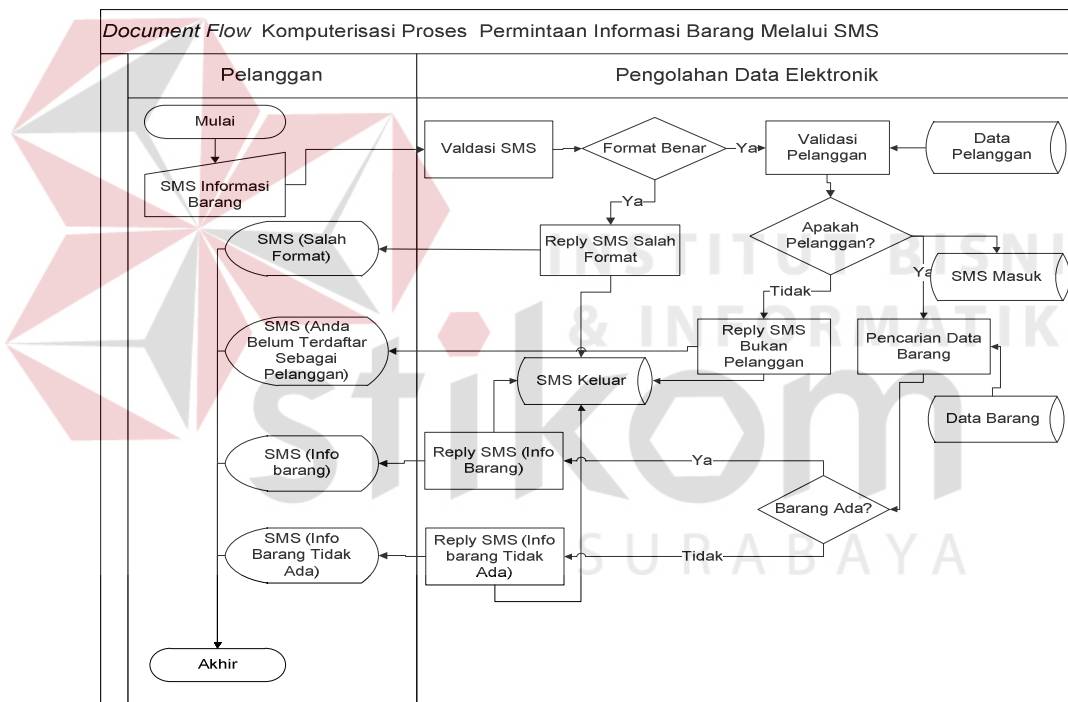 Document Flow Komputerisasi Proses Permintaan Informasi Barang Melalui SMS
Pelanggan
Pengolahan Data Elektronik
Mulai
SMS Informasi
Barang
Valdasi SMS
Format Benar
Ya
Validasi
Pelanggan
Data
Pelanggan
Ya
Reply SMS Salah
Format
SMS (Salah
Format)
Apakah
Pelanggan?
Ya
SMS Masuk
Tidak
Reply SMS
Bukan
Pelanggan
Pencarian Data
Barang
SMS (Anda
Belum Terdaftar
Sebagai
Pelanggan)
SMS Keluar
Data Barang
SMS (Info
barang)
Reply SMS (Info
Barang)
Ya
Barang Ada?
SMS (Info
Barang Tidak
Ada)
Reply SMS (Info
barang Tidak
Ada)
Tidak
Akhir
INSTITUT BISNI
& INFORMATIK
stikom
SURABAYA